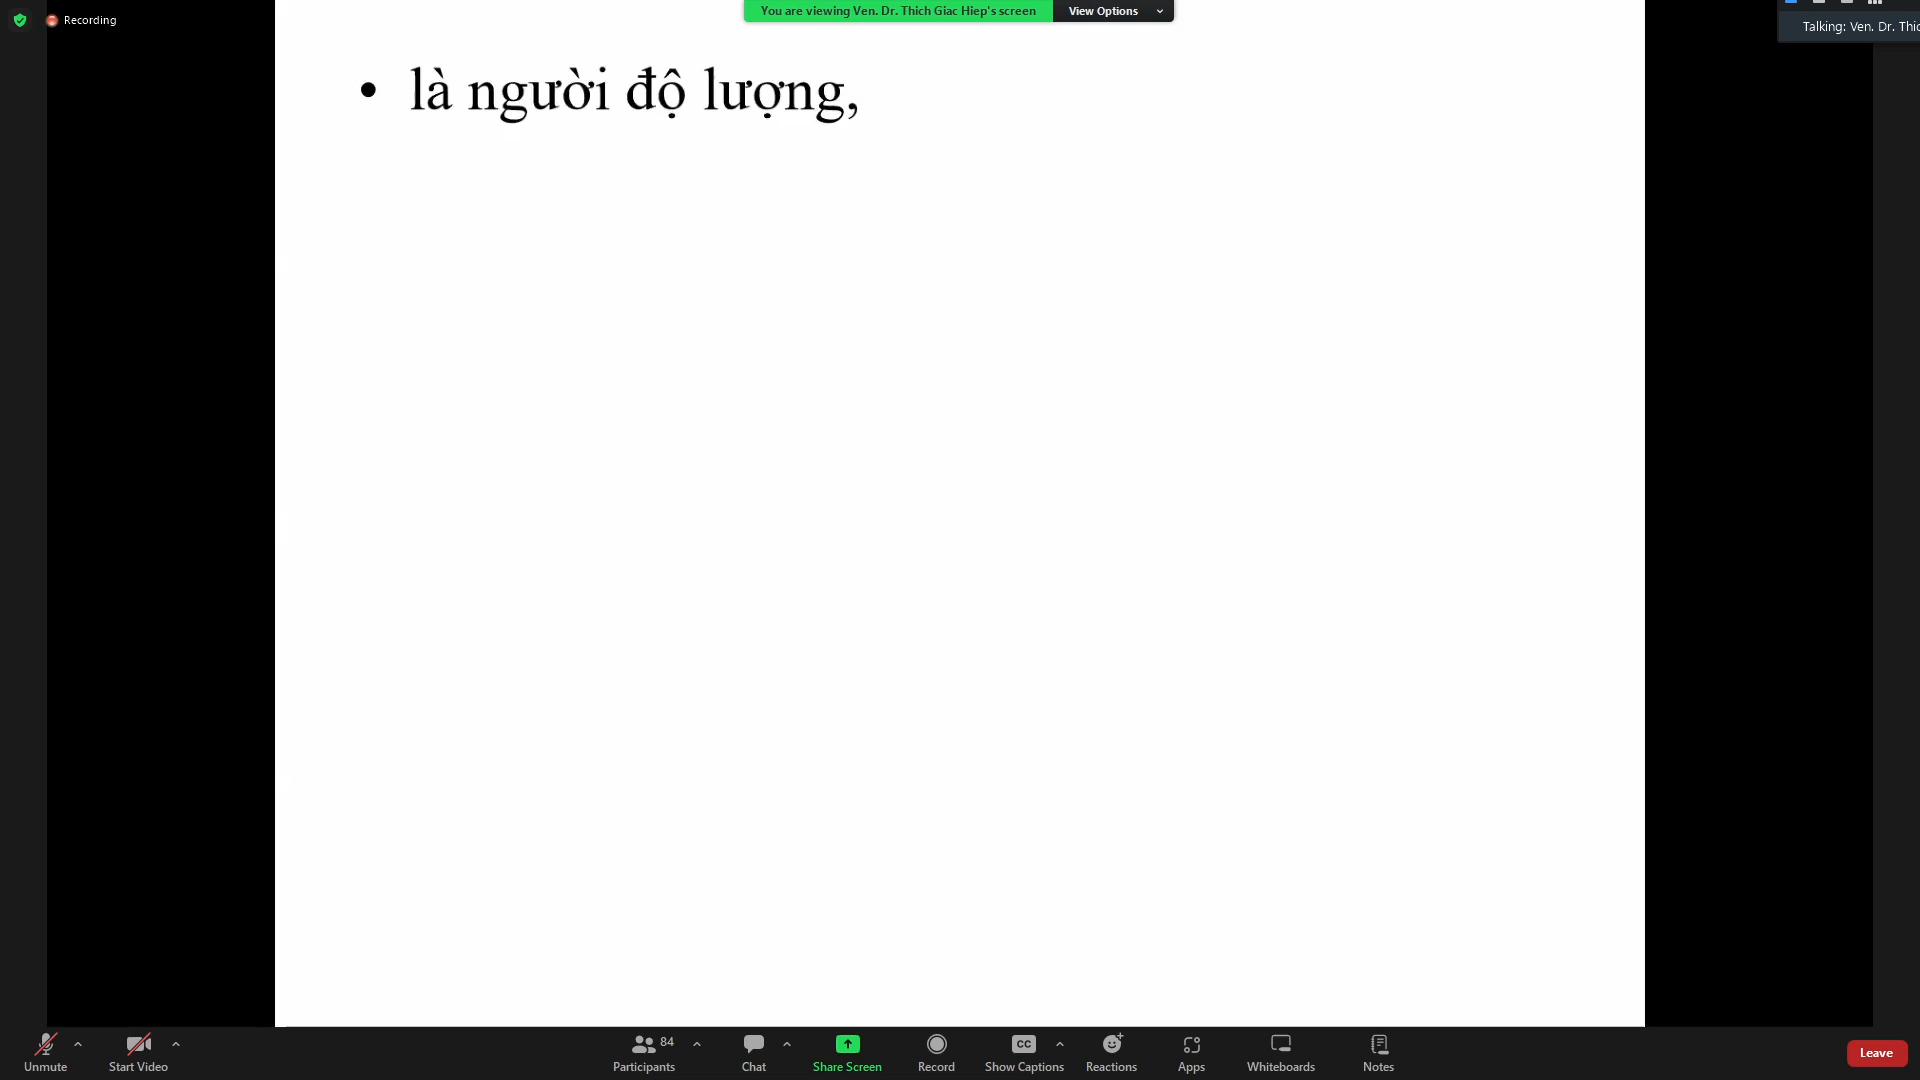 Recording
You are viewing Ven. Dr. Thich Giac Hiep's screen
View Options
Talking: Ven. Dr. Thic
• là người độ lượng,
Unmute
Start Video
84
Participants
Chat
Share Screen
Record
CC
Show Captions
Reactions
Apps
Whiteboards
Notes
Leave